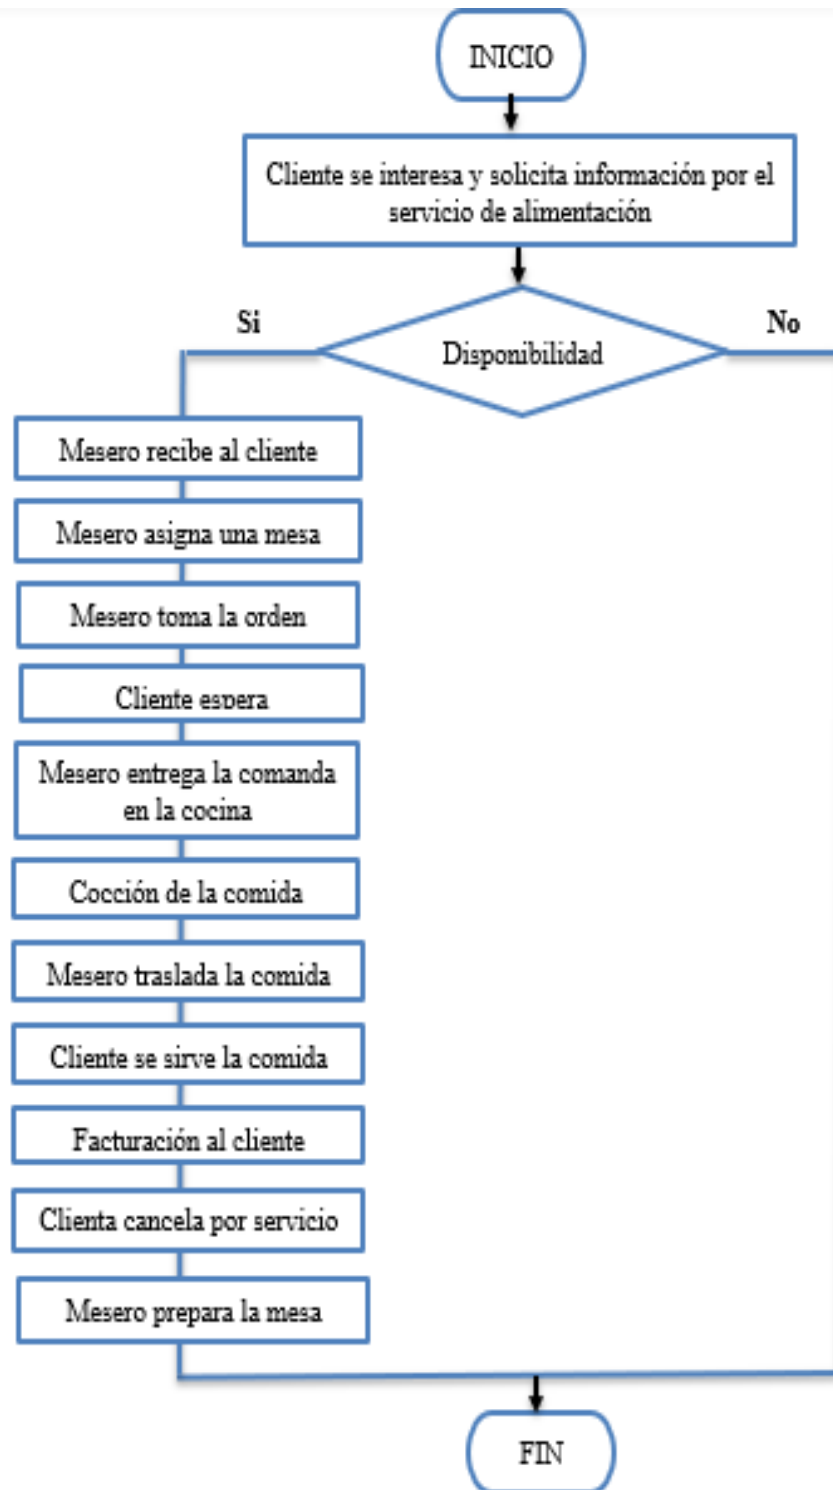 INICIO
Cliente se interesa y solicita información por el
servicio de alimentación
Si
No
Disponibilidad
Mesero recibe al cliente
Mesero asigna una mesa
Mesero toma la orden
Cliente espera
Mesero entrega la comanda
en la cocina
Cocción de la comida
Mesero traslada la comida
Cliente se sirve la comida
Facturación al cliente
Clienta cancela por servicio
Mesero prepara la mesa
FIN